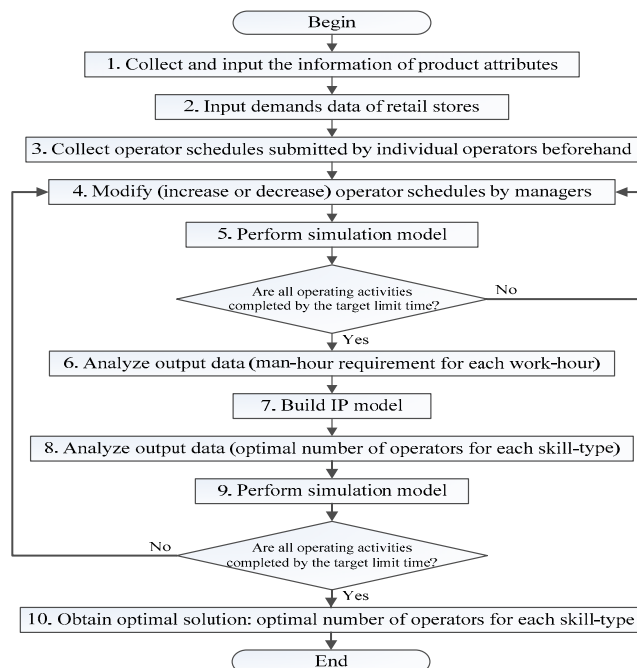 Begin
1. Collect and input the information of product attributes
2. Input demands data of retail stores
3. Collect operator schedules submitted by individual operators beforehand
4. Modify (increase or decrease) operator schedules by managers
5. Perform simulation model
Are all operating activities
completed by the target limit time?
No
Yes
6. Analyze output data (man-hour requirement for each work-hour)
7. Build IP model
8. Analyze output data (optimal number of operators for each skill-type)
9. Perform simulation model
No
Are all operating activities
completed by the target limit time?
Yes
10. Obtain optimal solution: optimal number of operators for each skill-type
End